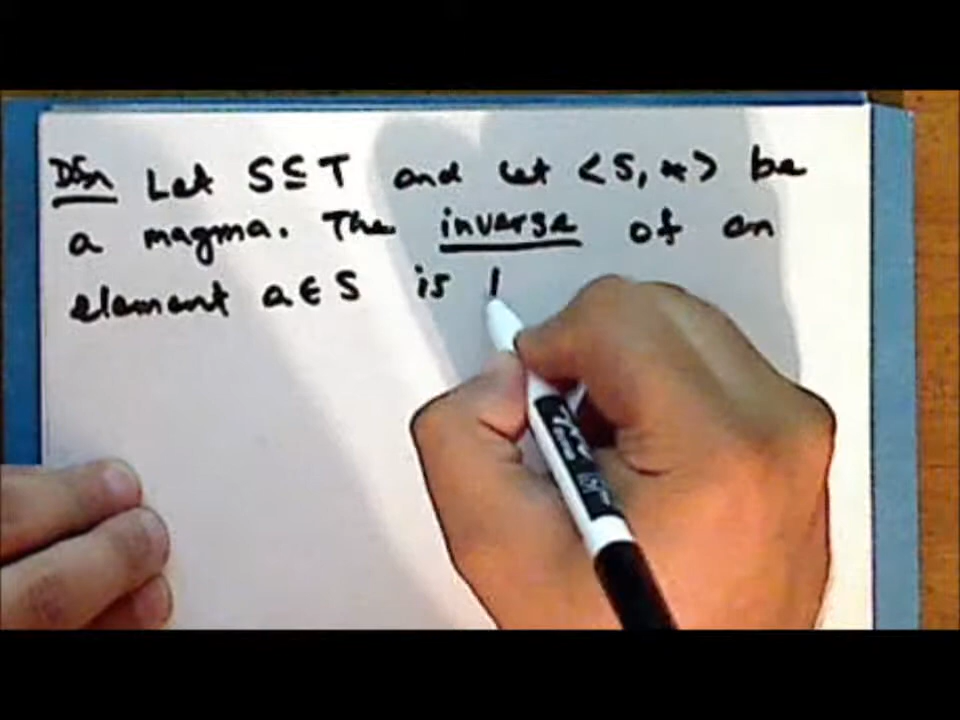 Dfn Let S ⊆ T and let <S, *> be
a magma. The inverse of an
element a ∈ S is